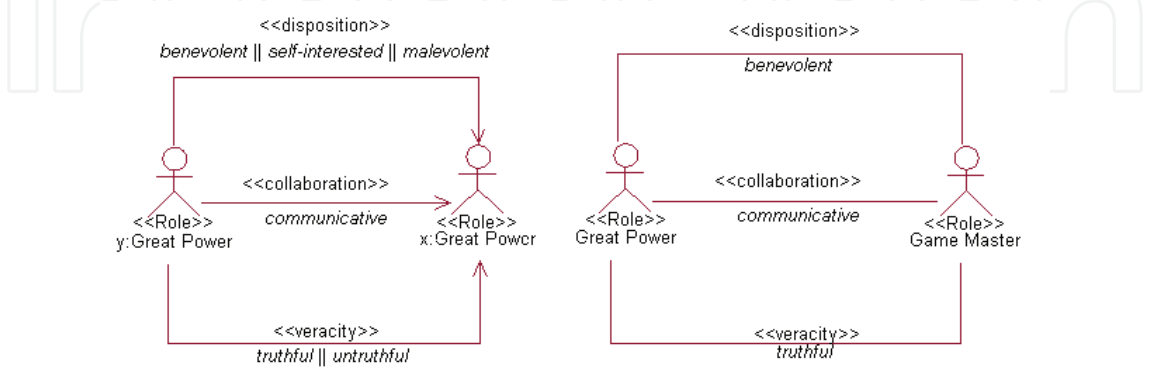 <<disposition>>
benevolent || self-interested || malevolent
<<collaboration>>
communicative
<<Role>>
y:Great Power
<<Role>>
x:Great Powcr
<<veracity>>
truthful || untruthful
<<disposition>>
benevolent
<<collaboration>>
communicative
<<Role>>
Great Power
<<Role>>
Game Master
<<veracity>>
truthful